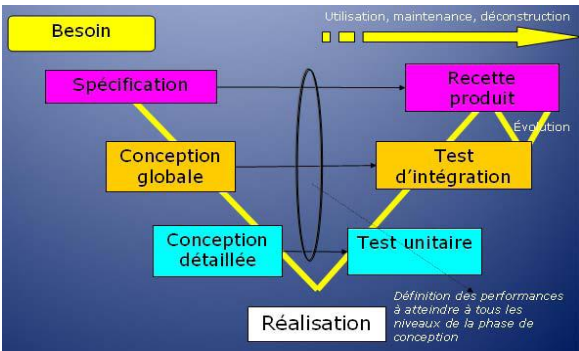 Besoin
Utilisation, maintenance, déconstruction
Spécification
Recette
produit
Évolution
Conception
globale
Test
d'intégration
Conception
détaillée
Test unitaire
Réalisation
Définition des performances
à atteindre à tous les
niveaux de la phase de
conception